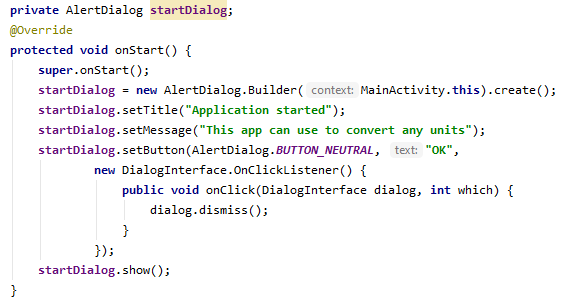 private AlertDialog startDialog;
@Override
protected void onStart() {
    super.onStart();
    startDialog = new AlertDialog.Builder( context: MainActivity.this).create();
    startDialog.setTitle("Application started");
    startDialog.setMessage("This app can use to convert any units");
    startDialog.setButton(AlertDialog.BUTTON_NEUTRAL, text: "OK",
            new DialogInterface.OnClickListener() {
                public void onClick(DialogInterface dialog, int which) {
                    dialog.dismiss();
                }
            });
    startDialog.show();
}